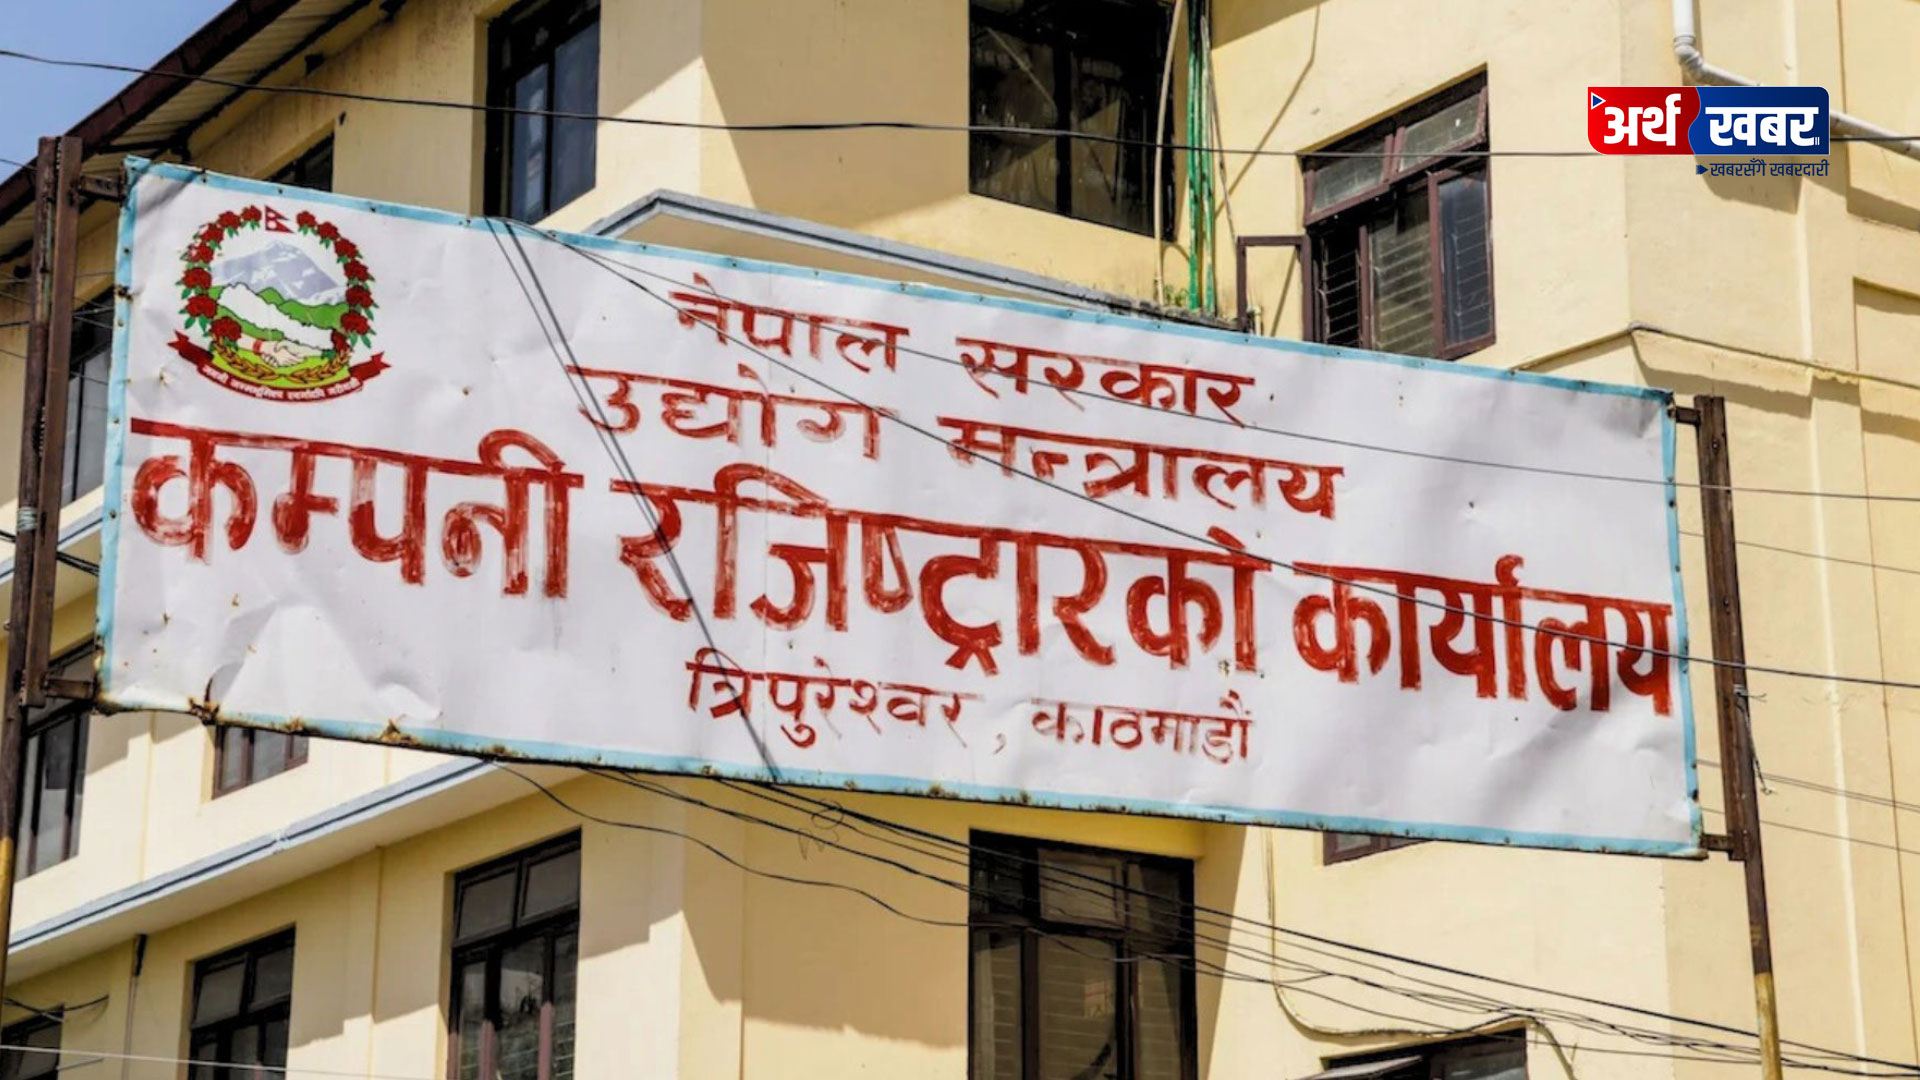 अर्थ खबर
खबरसँगै खबरदारी
नेपाल सरकार
उद्योग मन्त्रालय
कम्पनी रजिष्ट्रारको कार्यालय
त्रिपुरेश्वर, काठमाडौं